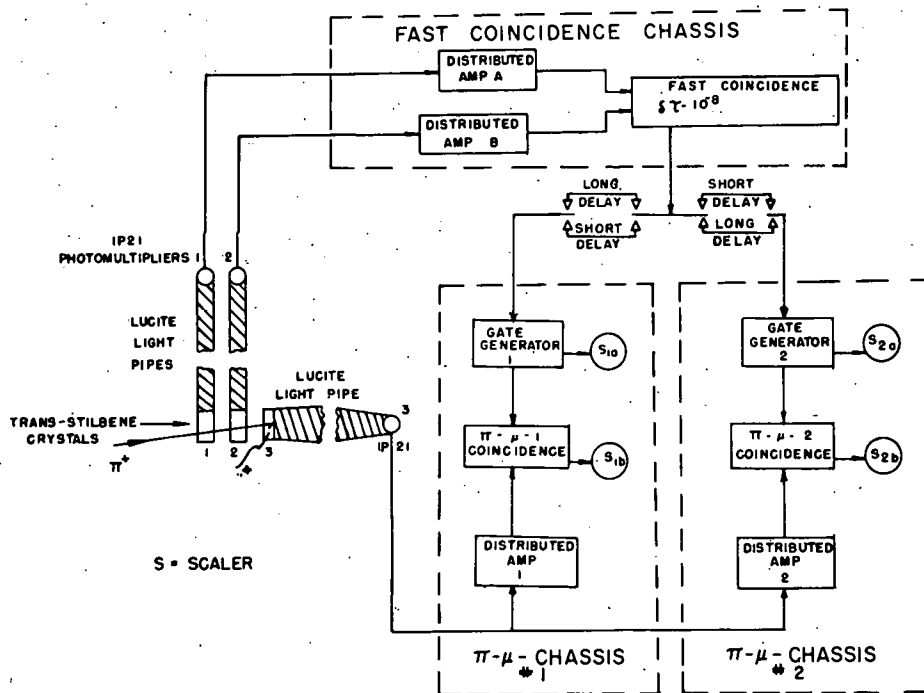 FAST COINCIDENCE CHASSIS
DISTRIBUTED
AMP A
FAST COINCIDENCE
δτ~10⁻⁸
DISTRIBUTED
AMP B
LONG
DELAY
SHORT
DELAY
SHORT
DELAY
LONG
DELAY
1P21
PHOTOMULTIPLIERS 1
2
LUCITE
LIGHT
PIPES
LUCITE
LIGHT PIPE
TRANS-STILBENE
CRYSTALS
π+
1
2
3
3
1P21
GATE
GENERATOR
1
S1a
GATE
GENERATOR
2
S2a
π-μ-1
COINCIDENCE
S1b
π-μ-2
COINCIDENCE
S2b
DISTRIBUTED
AMP
1
DISTRIBUTED
AMP
2
S = SCALER
π-μ-CHASSIS
#1
π-μ-CHASSIS
#2